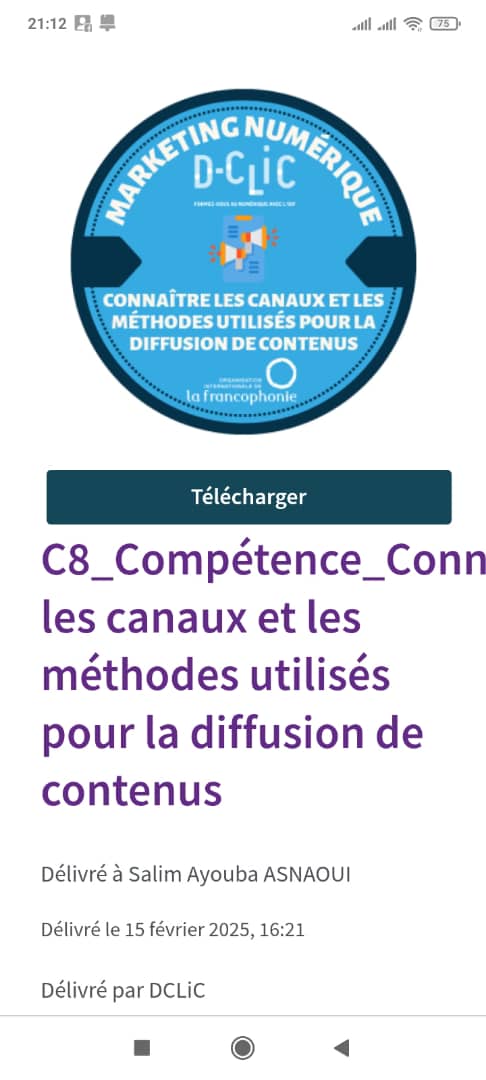 21:12
75
MARKETING NUMÉRIQUE
D-CLiC
FORMEZ-VOUS AU NUMÉRIQUE AVEC L'OIF
CONNAÎTRE LES CANAUX ET LES
MÉTHODES UTILISÉS POUR LA
DIFFUSION DE CONTENUS
ORGANISATION
INTERNATIONALE DE
la francophonie
Télécharger
C8_Compétence_Conn
les canaux et les
méthodes utilisés
pour la diffusion de
contenus
Délivré à Salim Ayouba ASNAOUI
Délivré le 15 février 2025, 16:21
Délivré par DCLiC